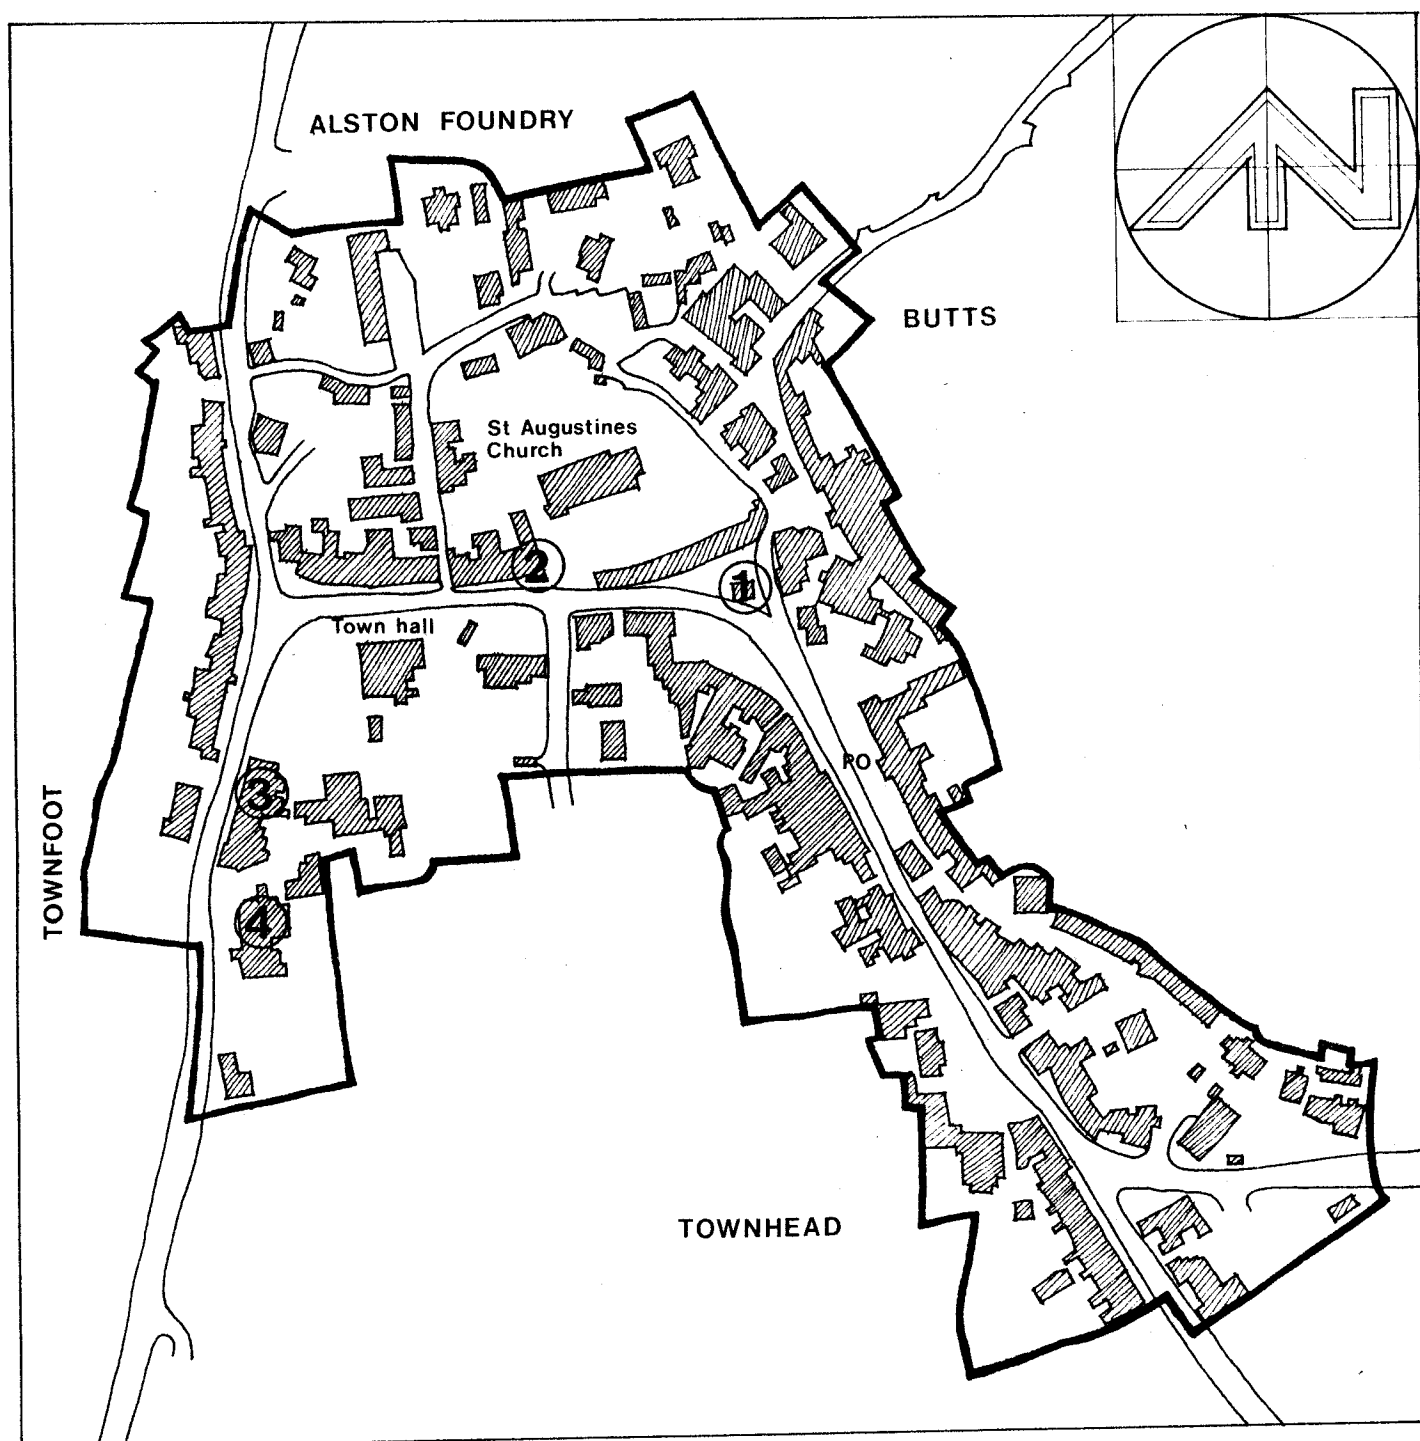 ALSTON FOUNDRY
N
BUTTS
St Augustines
Church
2
1
Town hall
PO
3
TOWNFOOT
4
TOWNHEAD